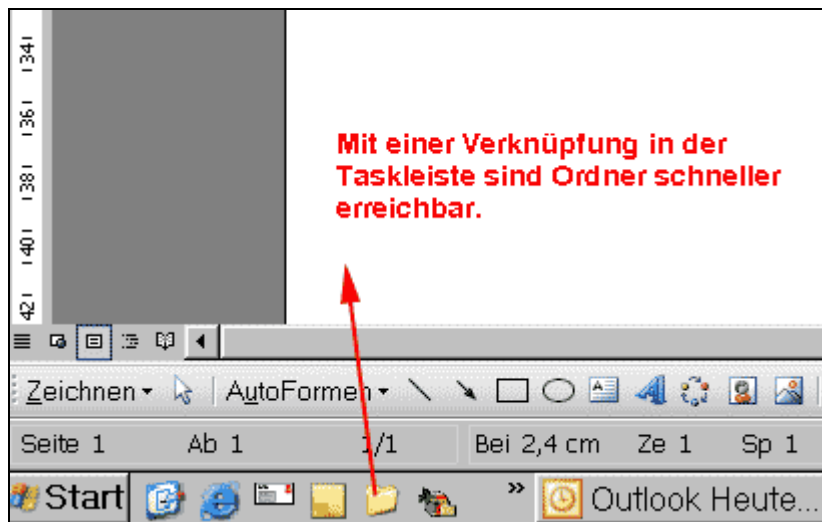 34
36
38
40
42
Mit einer Verknüpfung in der
Taskleiste sind Ordner schneller
erreichbar.
Zeichnen AutoFormen
Seite 1 Ab 1 1/1 Bei 2,4 cm Ze 1 Sp 1
Start » Outlook Heute...